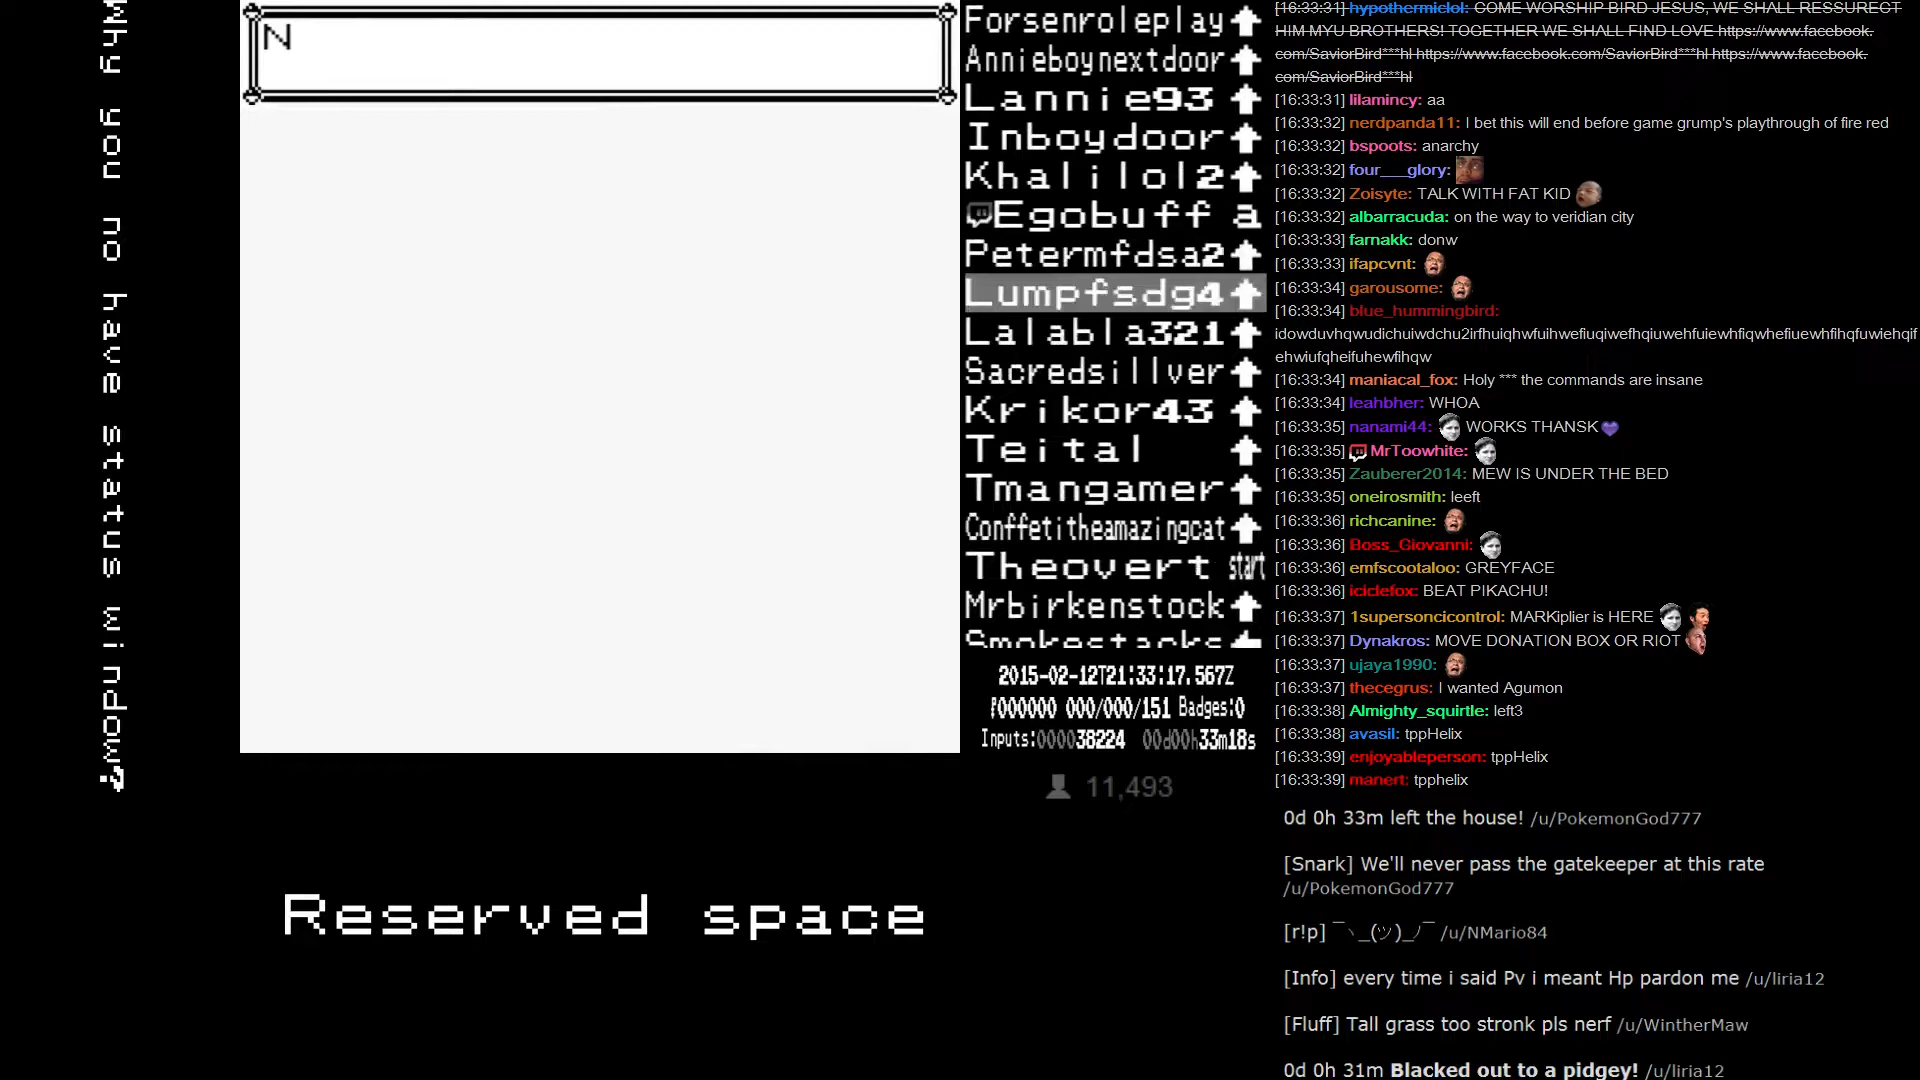 Why you no have status window?
N
Forsenroleplay
Annieboynextdoor
Lannie93
Inboydoor
Khalilol2
Egobuff a
Petermfdsa2
Lumpfsdg4
Lalabla321
Sacredsillver
Krikor43
Teital
Tmangamer
Conffetitheamazingcat
Theovert start
Mrbirkenstock
Smokestacks
2015-02-12T21:33:17.567Z
₽000000 000/000/151 Badges:0
Inputs:000038224 00d00h33m18s
11,493
Reserved space
[16:33:31] hypothermiclol: COME WORSHIP BIRD JESUS, WE SHALL RESSURECT
HIM MYU BROTHERS! TOGETHER WE SHALL FIND LOVE https://www.facebook.
com/SaviorBird***hl https://www.facebook.com/SaviorBird***hl https://www.facebook.
com/SaviorBird***hl
[16:33:31] lilamincy: aa
[16:33:32] nerdpanda11: I bet this will end before game grump's playthrough of fire red
[16:33:32] bspoots: anarchy
[16:33:32] four___glory:
[16:33:32] Zoisyte: TALK WITH FAT KID
[16:33:32] albarracuda: on the way to veridian city
[16:33:33] farnakk: donw
[16:33:33] ifapcvnt:
[16:33:34] garousome:
[16:33:34] blue_hummingbird:
idowduvhqwudichuiwdchu2irfhuiqhwfuihwefiuqiwefhqiuwehfuiewhfiqwhefiuewhfihqfuwiehqif
ehwiufqheifuhewfihqw
[16:33:34] maniacal_fox: Holy *** the commands are insane
[16:33:34] leahbher: WHOA
[16:33:35] nanami44: WORKS THANSK
[16:33:35] MrToowhite:
[16:33:35] Zauberer2014: MEW IS UNDER THE BED
[16:33:35] oneirosmith: leeft
[16:33:36] richcanine:
[16:33:36] Boss_Giovanni:
[16:33:36] emfscootaloo: GREYFACE
[16:33:36] iciclefox: BEAT PIKACHU!
[16:33:37] 1supersoncicontrol: MARKiplier is HERE
[16:33:37] Dynakros: MOVE DONATION BOX OR RIOT
[16:33:37] ujaya1990:
[16:33:37] thecegrus: I wanted Agumon
[16:33:38] Almighty_squirtle: left3
[16:33:38] avasil: tppHelix
[16:33:39] enjoyableperson: tppHelix
[16:33:39] manert: tpphelix
0d 0h 33m left the house! /u/PokemonGod777
[Snark] We'll never pass the gatekeeper at this rate
/u/PokemonGod777
[r!p] ¯ヽ_(ツ)_ノ¯ /u/NMario84
[Info] every time i said Pv i meant Hp pardon me /u/liria12
[Fluff] Tall grass too stronk pls nerf /u/WintherMaw
0d 0h 31m Blacked out to a pidgey! /u/liria12